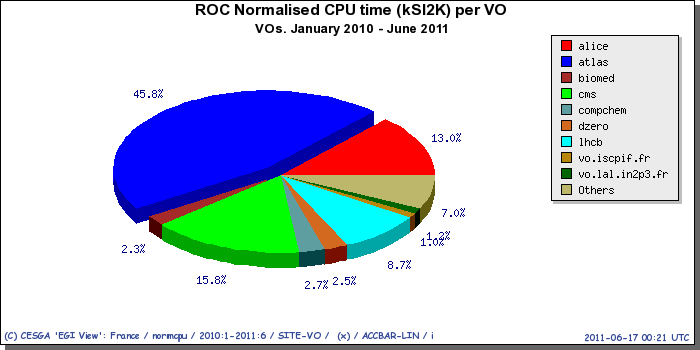 ROC Normalised CPU time (kSI2K) per VO
VOs. January 2010 - June 2011
alice
atlas
biomed
cms
compchem
dzero
lhcb
vo.iscpif.fr
vo.lal.in2p3.fr
Others
45.8%
13.0%
7.0%
1.2%
1.0%
8.7%
2.5%
2.7%
15.8%
2.3%
(C) CESGA 'EGI View': France / normcpu / 2010:1-2011:6 / SITE-VO / (x) / ACCBAR-LIN / i
2011-06-17 00:21 UTC